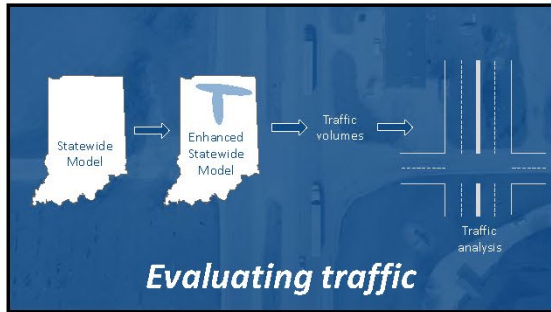 Statewide
Model
Enhanced
Statewide
Model
Traffic
volumes
Traffic
analysis
Evaluating traffic